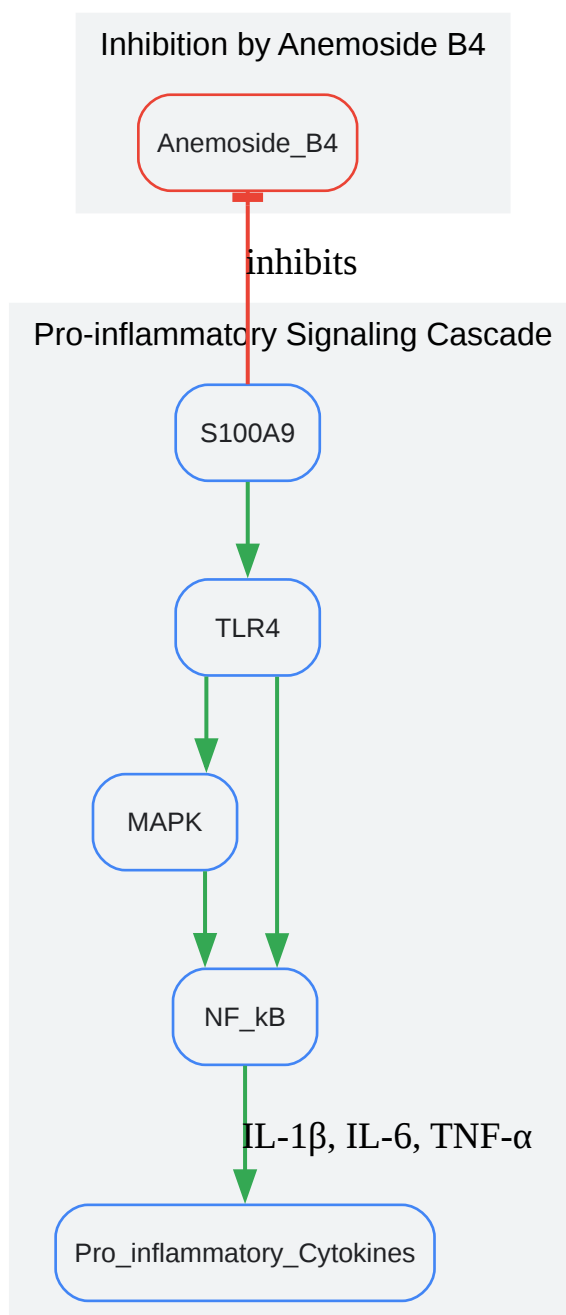 Inhibition by Anemoside B4
Anemoside_B4
inhibits
Pro-inflammatory Signaling Cascade
S100A9
TLR4
MAPK
NF_kB
IL-1β, IL-6, TNF-α
Pro_inflammatory_Cytokines